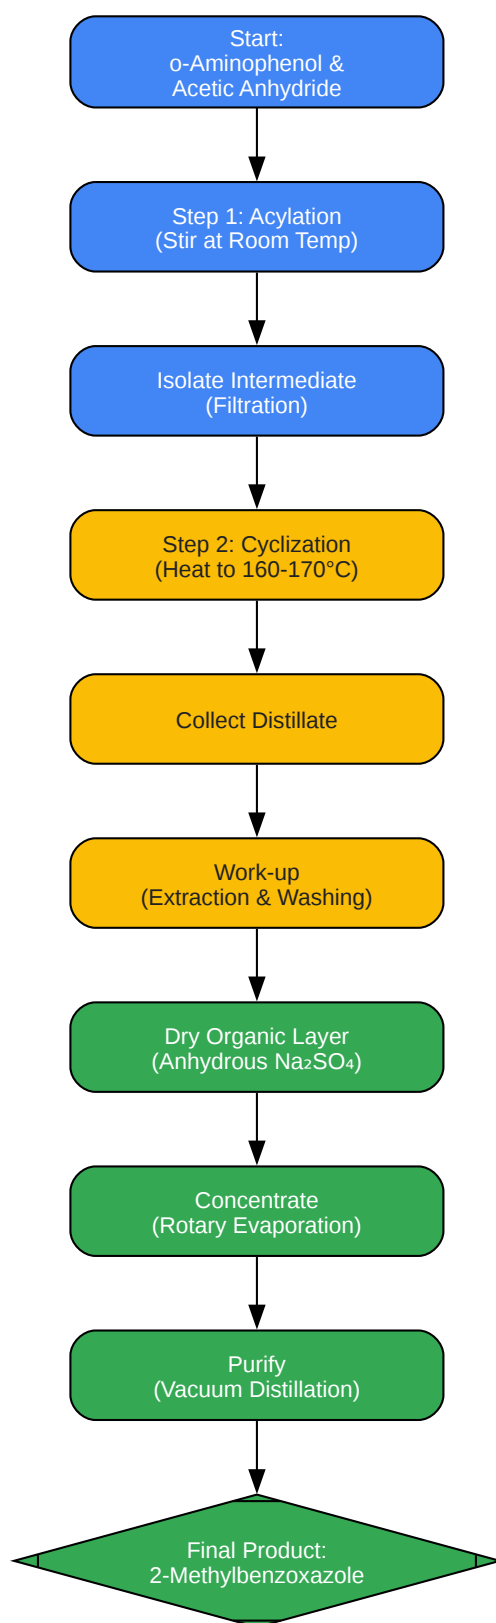 Start:
o-Aminophenol &
Acetic Anhydride
Step 1: Acylation
(Stir at Room Temp)
Isolate Intermediate
(Filtration)
Step 2: Cyclization
(Heat to 160-170°C)
Collect Distillate
Work-up
(Extraction & Washing)
Dry Organic Layer
(Anhydrous Na₂SO₄)
Concentrate
(Rotary Evaporation)
Purify
(Vacuum Distillation)
Final Product:
2-Methylbenzoxazole